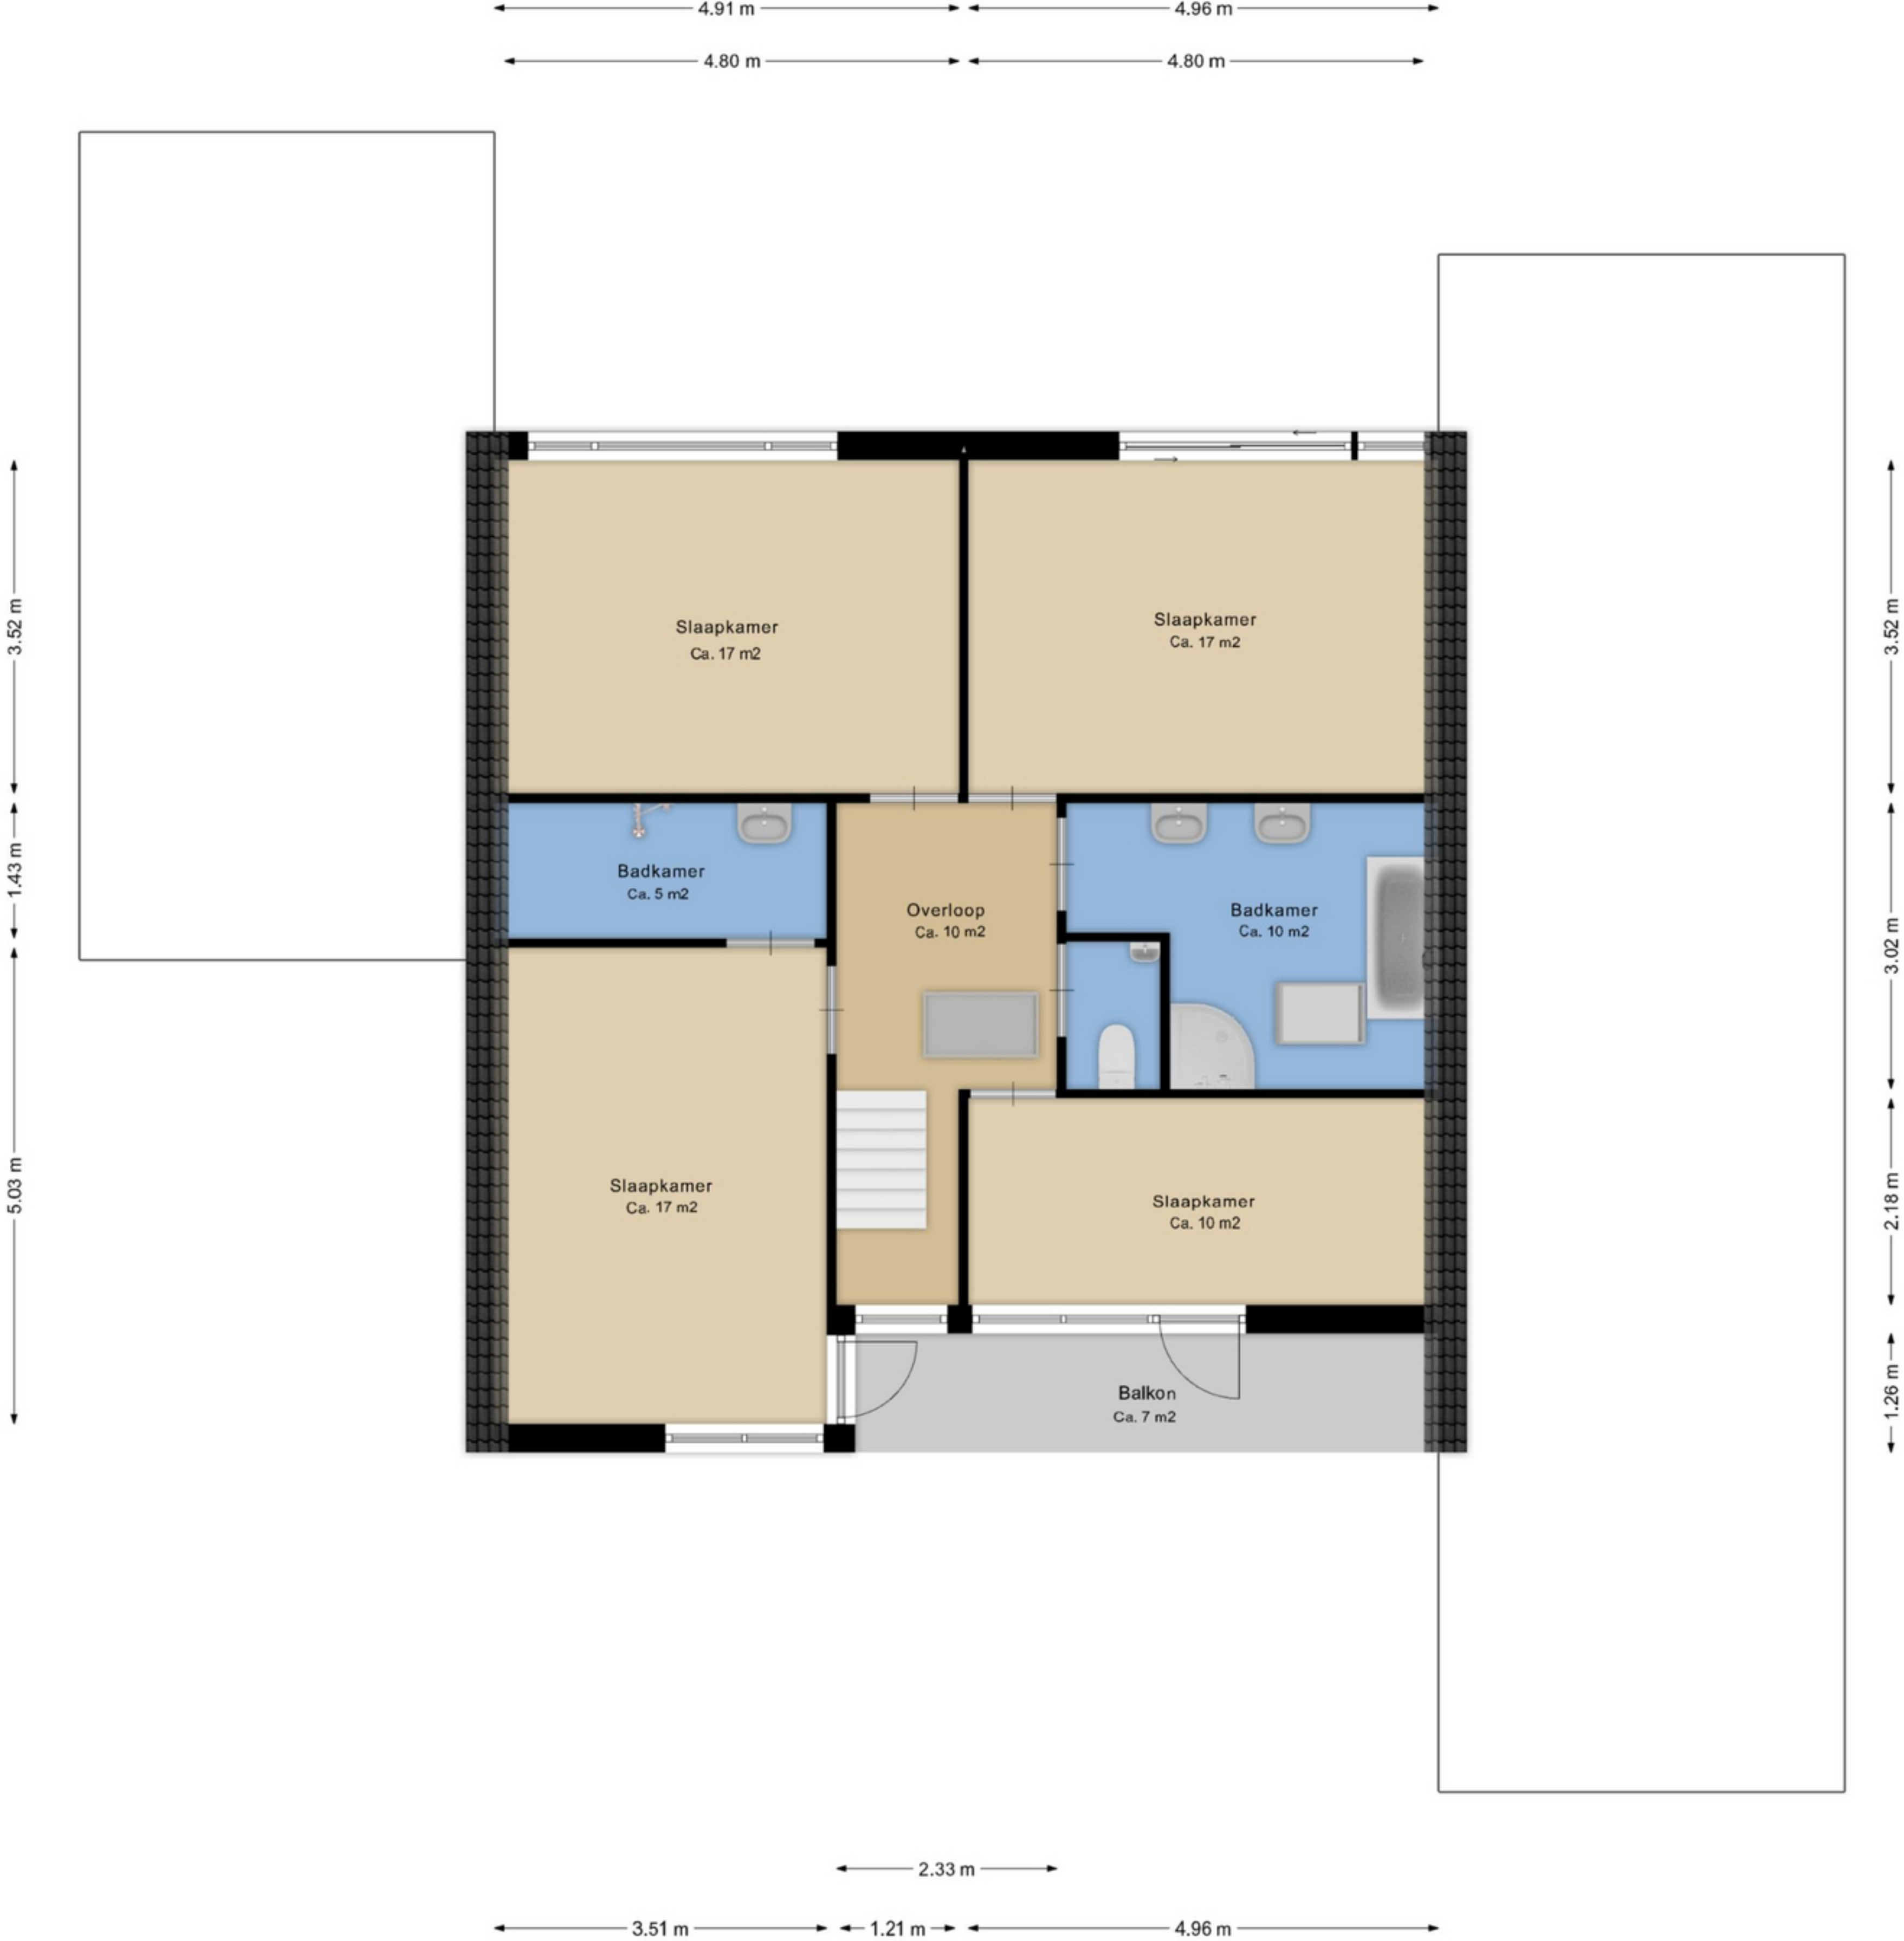 4.91 m
4.96 m
4.80 m
4.80 m
3.52 m
3.52 m
Slaapkamer
Ca. 17 m2
Slaapkamer
Ca. 17 m2
1.43 m
Badkamer
Ca. 5 m2
Overloop
Ca. 10 m2
Badkamer
Ca. 10 m2
3.02 m
5.03 m
Slaapkamer
Ca. 17 m2
Slaapkamer
Ca. 10 m2
2.18 m
Balkon
Ca. 7 m2
1.26 m
2.33 m
3.51 m
1.21 m
4.96 m